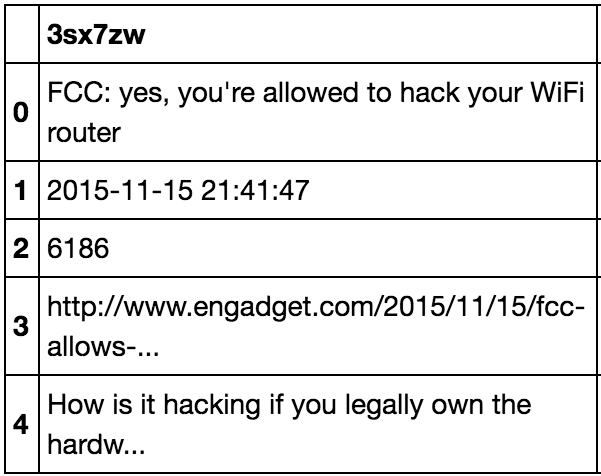 3sx7zw
0 FCC: yes, you're allowed to hack your WiFi
router
1 2015-11-15 21:41:47
2 6186
3 http://www.engadget.com/2015/11/15/fcc-
allows-...
4 How is it hacking if you legally own the
hardw...